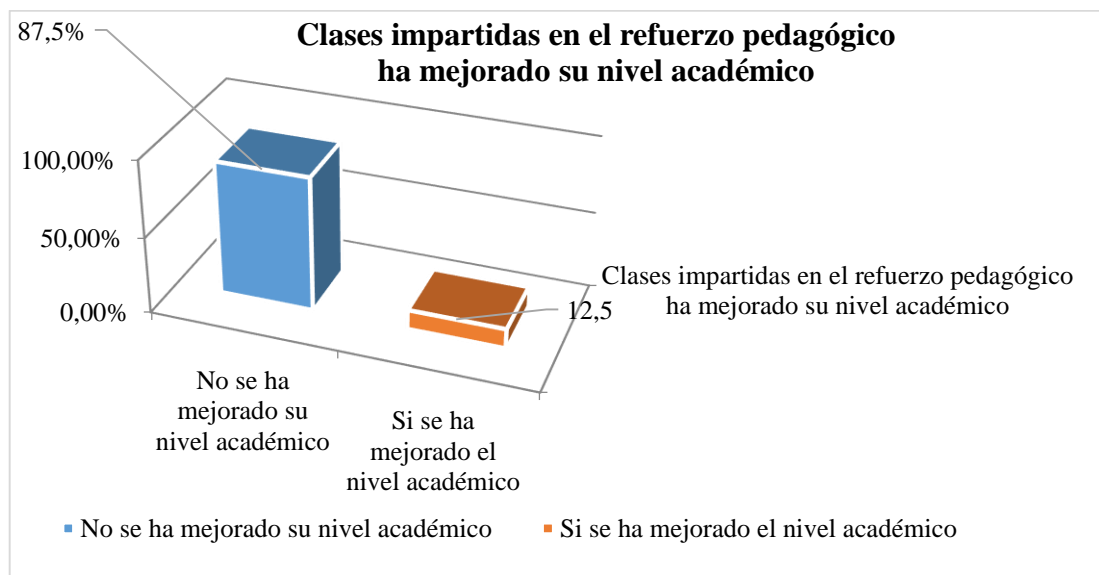 87,5%
Clases impartidas en el refuerzo pedagógico
ha mejorado su nivel académico
100,00%
50,00%
0,00%
Clases impartidas en el refuerzo pedagógico
ha mejorado su nivel académico
12,5
No se ha
mejorado su
nivel académico
Si se ha
mejorado el
nivel académico
No se ha mejorado su nivel académico
Si se ha mejorado el nivel académico